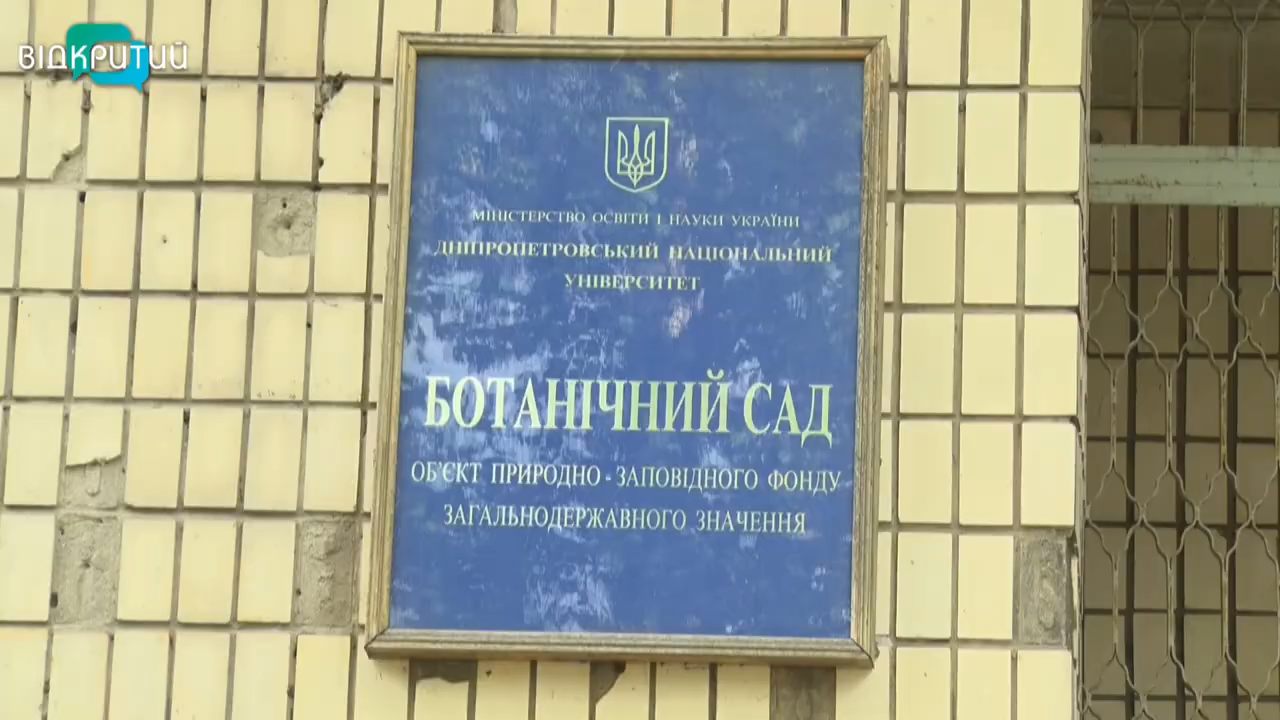 ВІДКРИТИЙ
МІНІСТЕРСТВО ОСВІТИ І НАУКИ УКРАЇНИ
ДНІПРОПЕТРОВСЬКИЙ НАЦІОНАЛЬНИЙ
УНІВЕРСИТЕТ
БОТАНІЧНИЙ САД
ОБ'ЄКТ ПРИРОДНО - ЗАПОВІДНОГО ФОНДУ
ЗАГАЛЬНОДЕРЖАВНОГО ЗНАЧЕННЯ